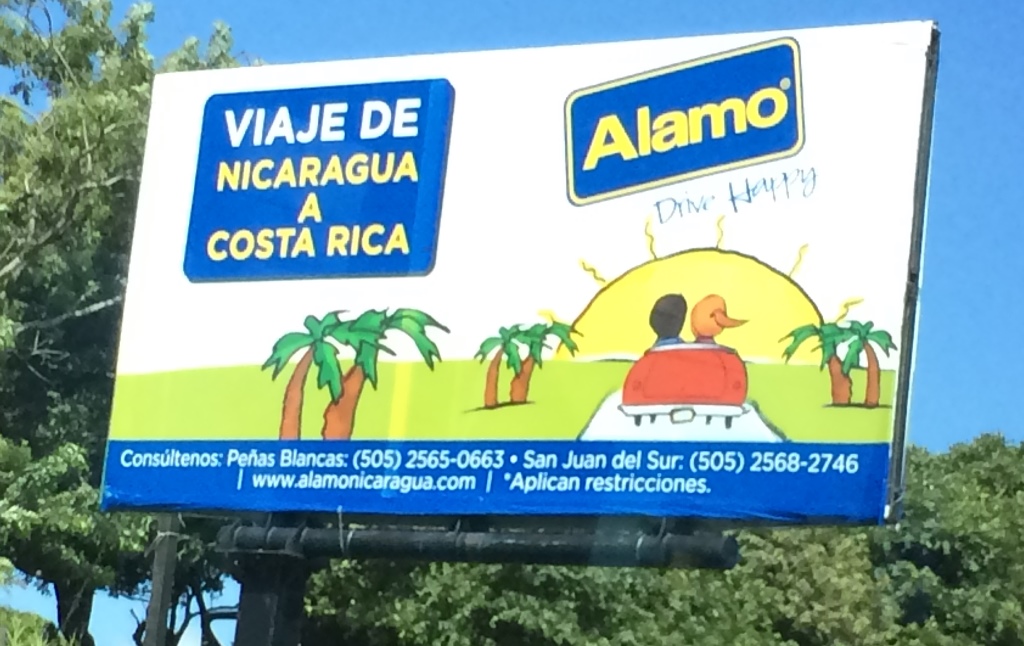 VIAJE DE
NICARAGUA
A
COSTA RICA
Alamo®
Drive Happy
Consúltenos: Peñas Blancas: (505) 2565-0663 • San Juan del Sur: (505) 2568-2746
| www.alamonicaragua.com | *Aplican restricciones.